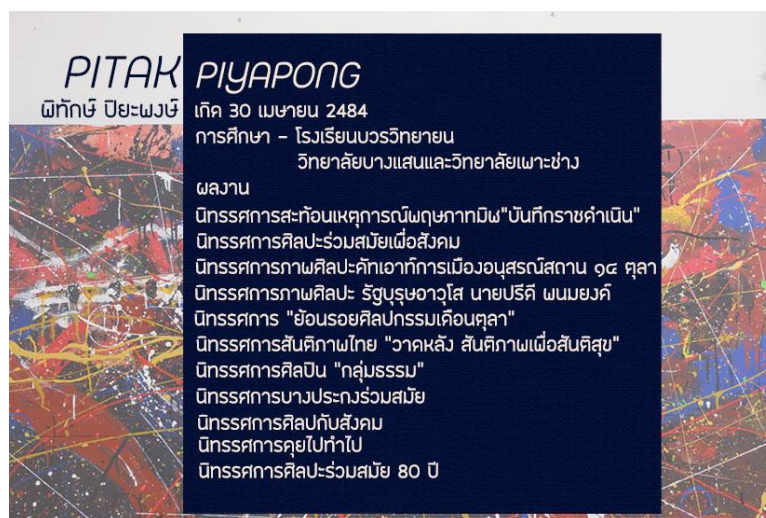 PITAK PIYAPONG
พิทักษ์ ปิยะพงษ์
เกิด 30 เมษายน 2484
การศึกษา - โรงเรียนบวรวิทยายน
วิทยาลัยบางแสนและวิทยาลัยเพาะช่าง
ผลงาน
นิทรรศการสะท้อนเหตุการณ์พฤษภาทมิฬ"บันทึกราชดำเนิน"
นิทรรศการศิลปะร่วมสมัยเพื่อสังคม
นิทรรศการภาพศิลปะคัทเอาท์การเมืองอนุสรณ์สถาน ๑๔ ตุลา
นิทรรศการภาพศิลปะ รัฐบุรุษอาวุโส นายปรีดี พนมยงค์
นิทรรศการ "ย้อนรอยศิลปกรรมเดือนตุลา"
นิทรรศการสันติภาพไทย "วาดหลัง สันติภาพเพื่อสันติสุข"
นิทรรศการศิลปิน "กลุ่มธรรม"
นิทรรศการบางประกงร่วมสมัย
นิทรรศการศิลปกับสังคม
นิทรรศการคุยไปทำไป
นิทรรศการศิลปะร่วมสมัย 80 ปี